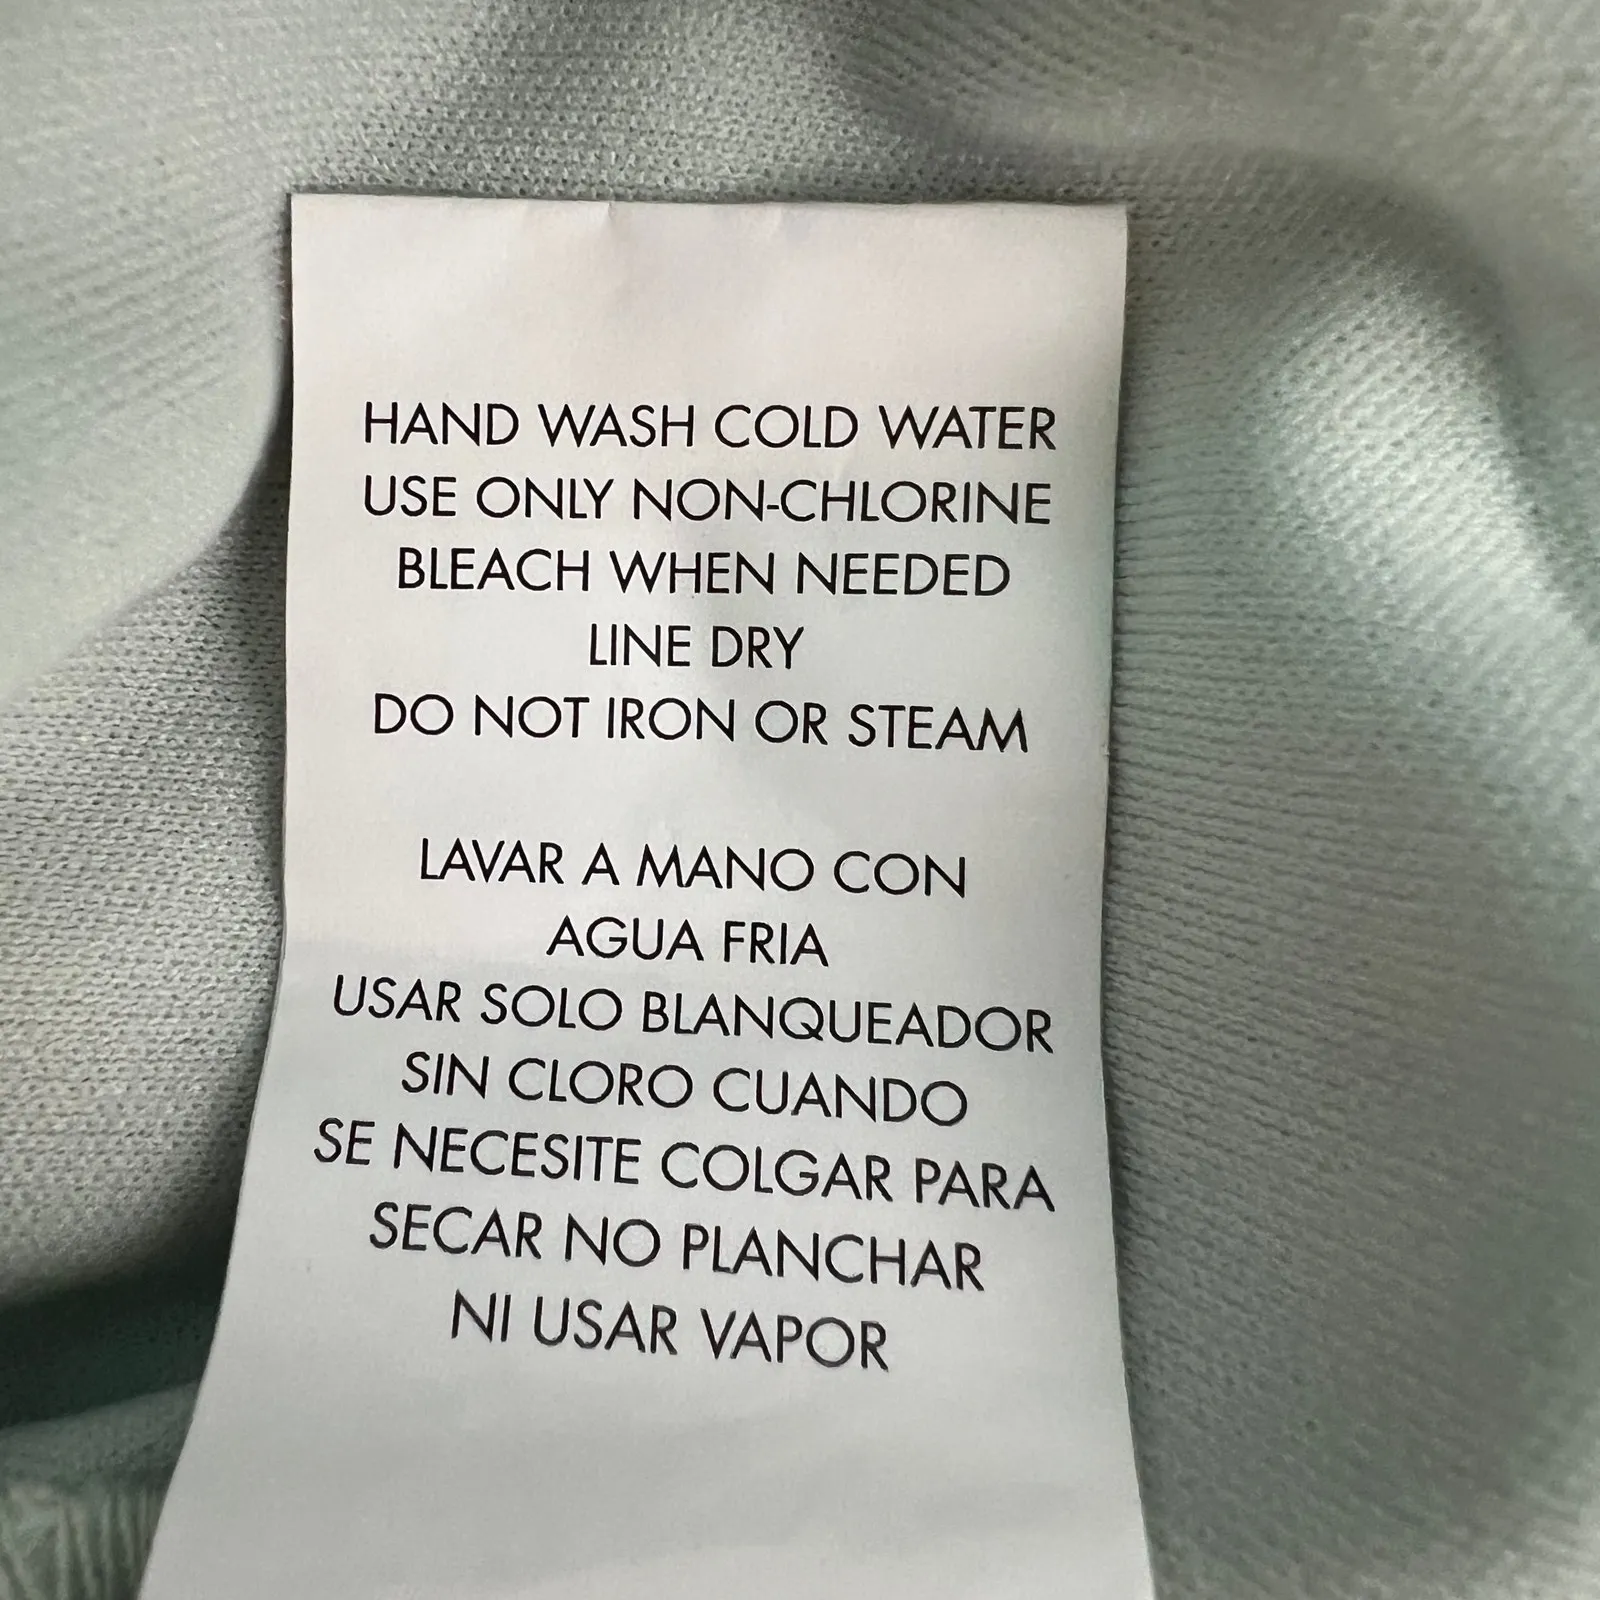 HAND WASH COLD WATER
USE ONLY NON-CHLORINE
BLEACH WHEN NEEDED
LINE DRY
DO NOT IRON OR STEAM
LAVAR A MANO CON
AGUA FRIA
USAR SOLO BLANQUEADOR
SIN CLORO CUANDO
SE NECESITE COLGAR PARA
SECAR NO PLANCHAR
NI USAR VAPOR